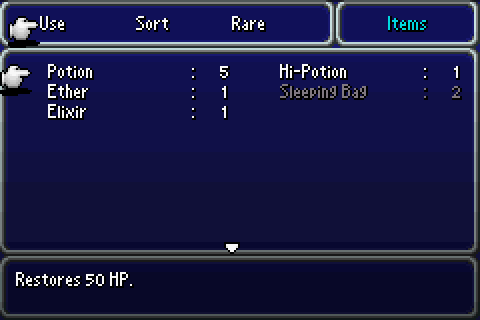 Use Sort Rare Items
Potion : 5 Hi-Potion : 1
Ether : 1 Sleeping Bag : 2
Elixir : 1
Restores 50 HP.